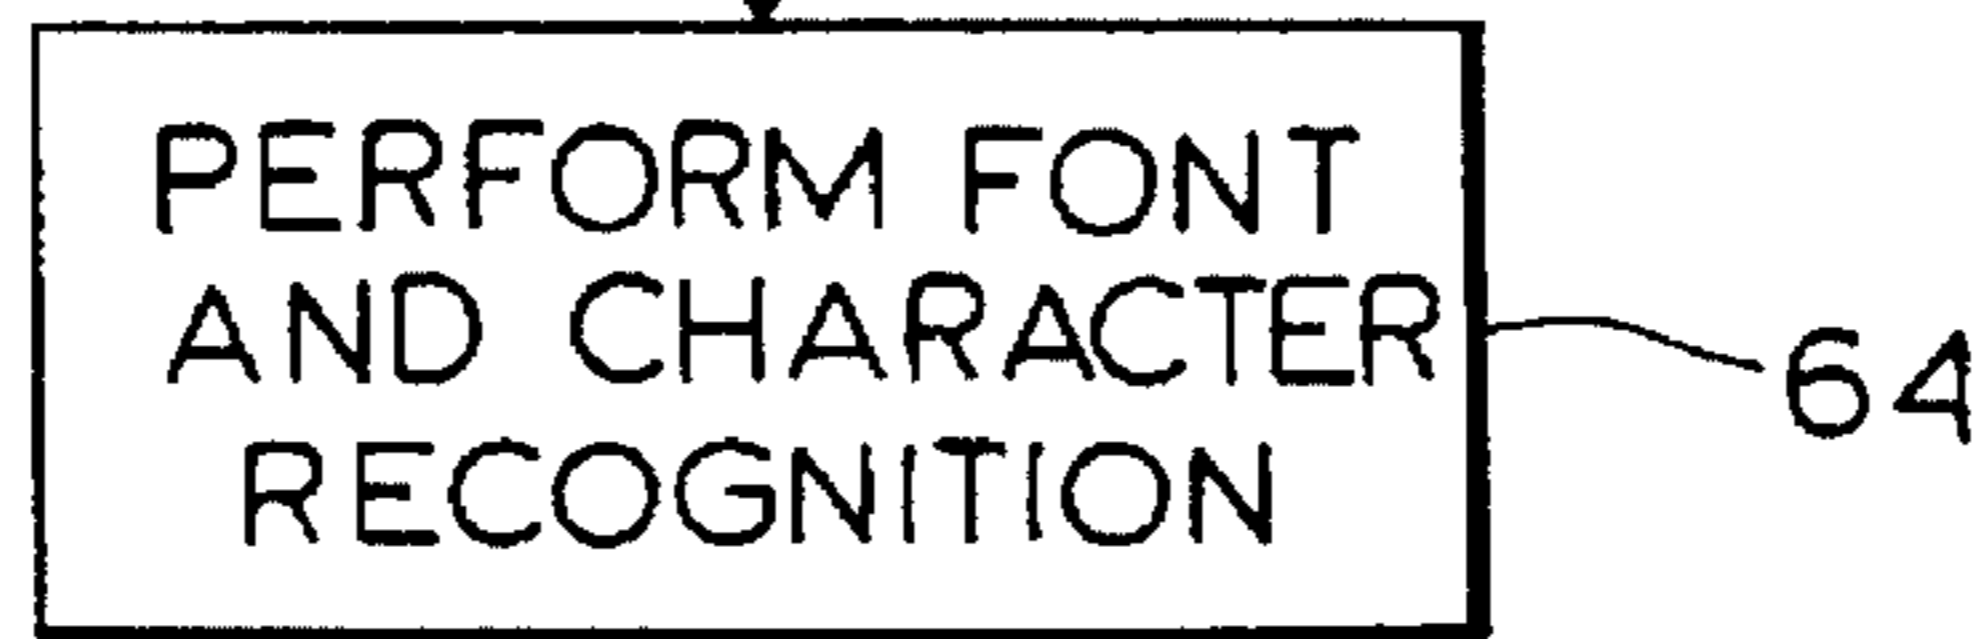 PERFORM FONT
AND CHARACTER
RECOGNITION
64